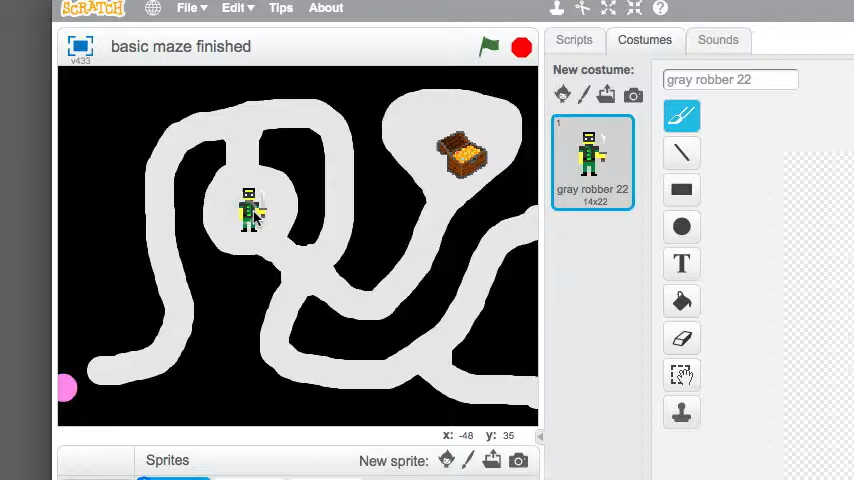 SCRATCH File Edit Tips About
basic maze finished
v433
Scripts Costumes Sounds
New costume:
gray robber 22
1
gray robber 22
14x22
T
x: -48 y: 35
Sprites New sprite: